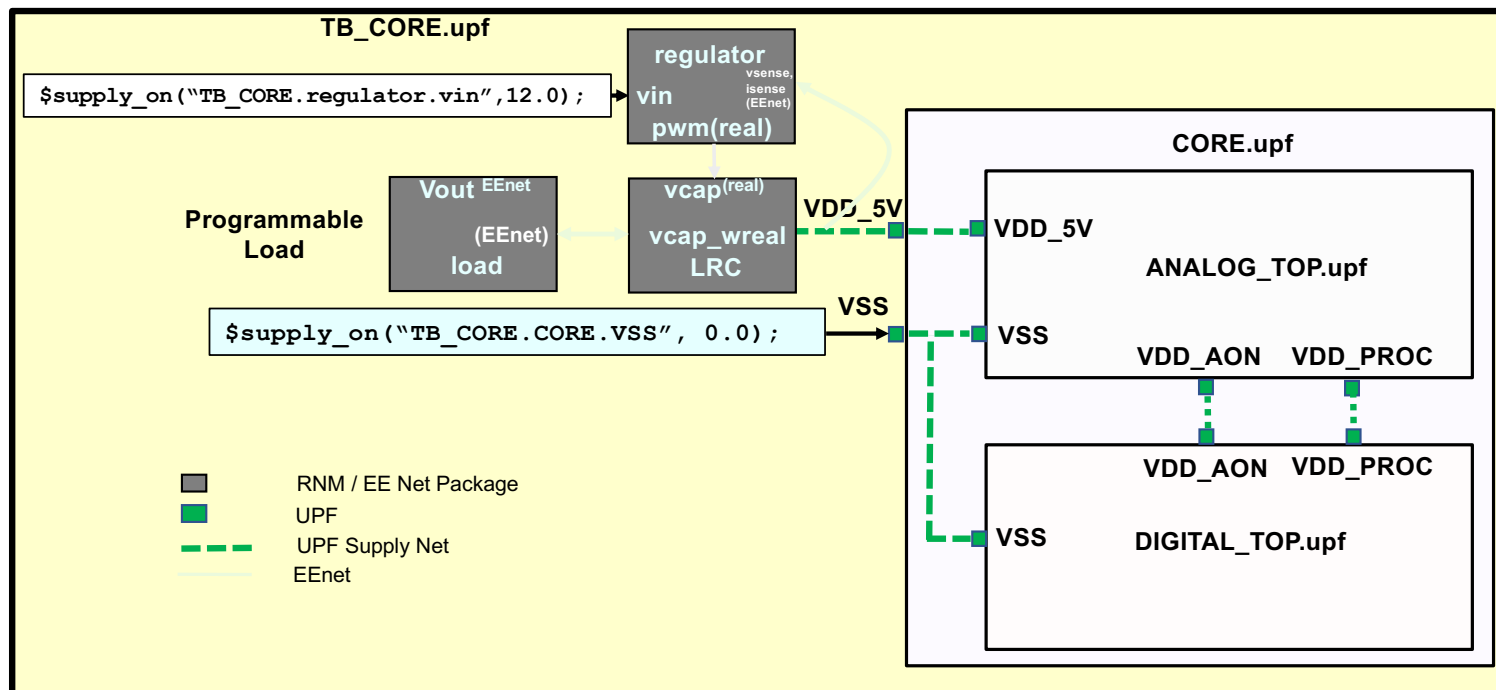 TB_CORE.upf
$supply_on(“TB_CORE.regulator.vin”,12.0);
regulator
vsense,
isense
(EEnet)
vin
pwm(real)
Programmable
Load
Vout EEnet
(EEnet)
load
vcap(real)
vcap_wreal
LRC
VDD_5V
VSS
$supply_on(“TB_CORE.CORE.VSS”, 0.0);
CORE.upf
VDD_5V
ANALOG_TOP.upf
VSS
VDD_AON VDD_PROC
VDD_AON VDD_PROC
VSS
DIGITAL_TOP.upf
RNM / EE Net Package
UPF
UPF Supply Net
EEnet